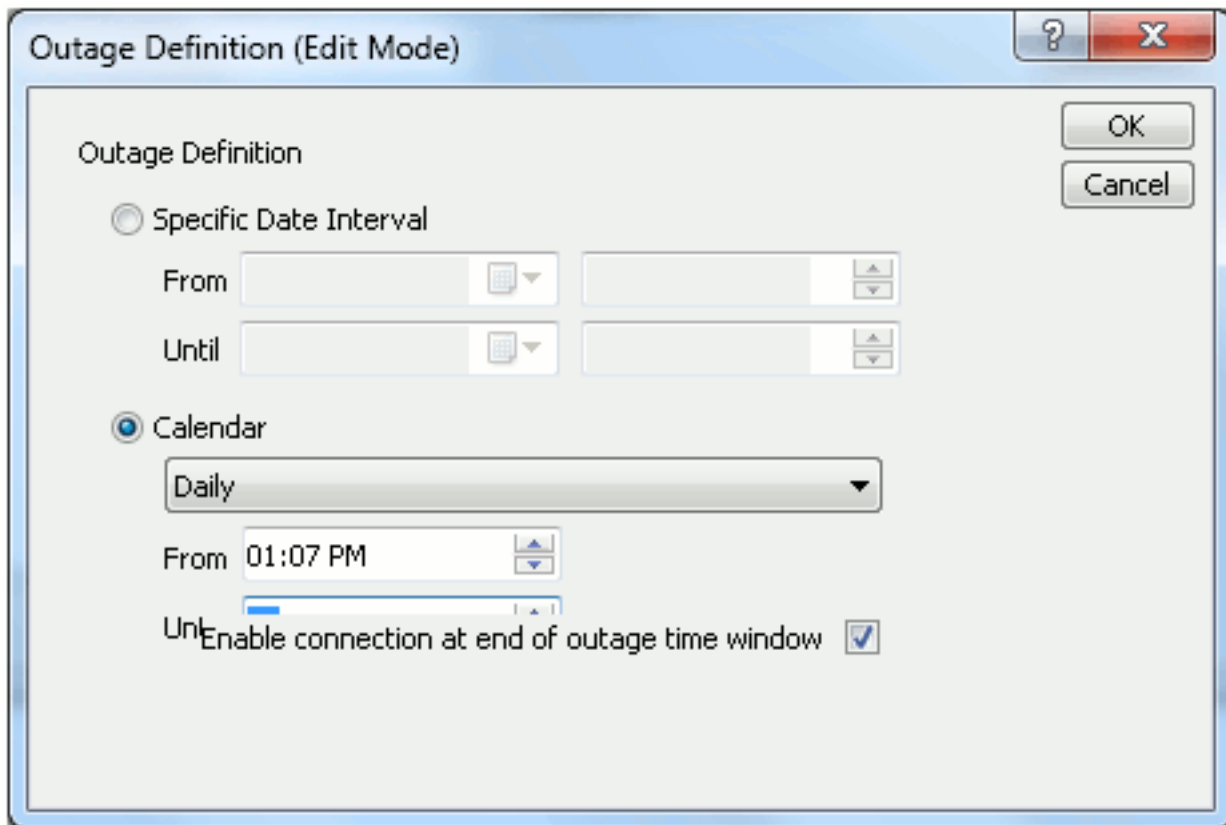 Outage Definition (Edit Mode)
OK
Outage Definition
Cancel
Specific Date Interval
From
Until
Calendar
Daily
From 01:07 PM
Enable connection at end of outage time window